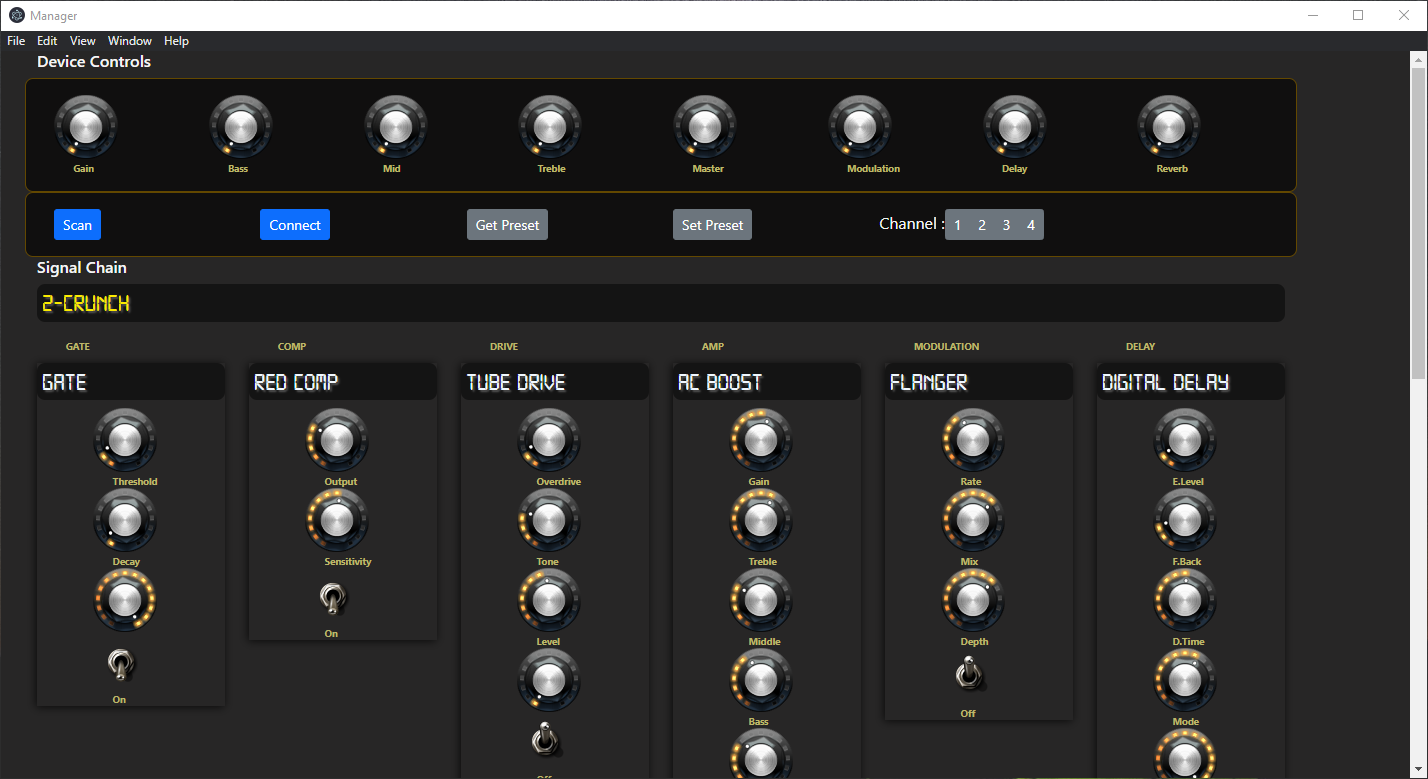 Manager
File Edit View Window Help
Device Controls
Gain Bass Mid Treble Master Modulation Delay Reverb
Scan Connect Get Preset Set Preset Channel : 1 2 3 4
Signal Chain
2-CRUNCH
GATE COMP DRIVE AMP MODULATION DELAY
GATE RED COMP TUBE DRIVE AC BOOST FLANGER DIGITAL DELAY
Threshold Output Overdrive Gain Rate E.Level
Decay Sensitivity Tone Treble Mix F.Back
On Level Middle Depth D.Time
On Bass Off Mode